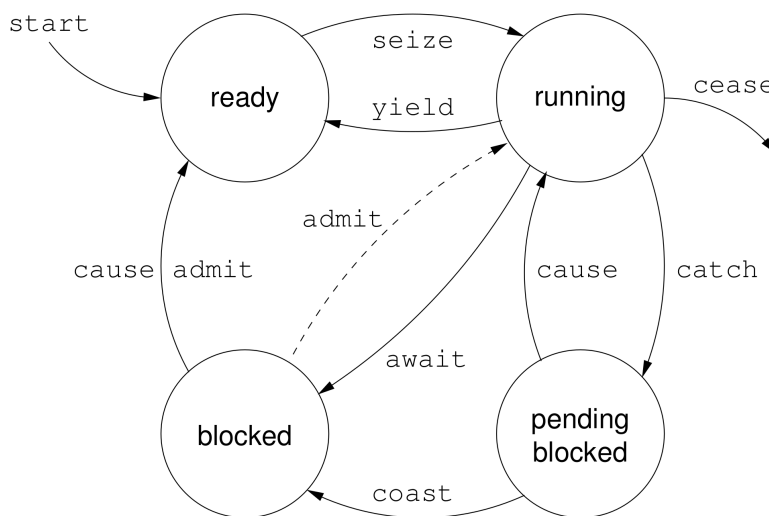 start
seize
ready
running
cease
yield
admit
cause admit
cause
catch
await
blocked
pending
blocked
coast